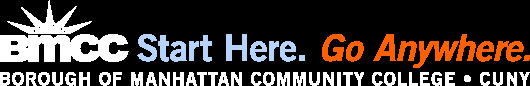 BMCC Start Here. Go Anywhere.
BOROUGH OF MANHATTAN COMMUNITY COLLEGE • CUNY